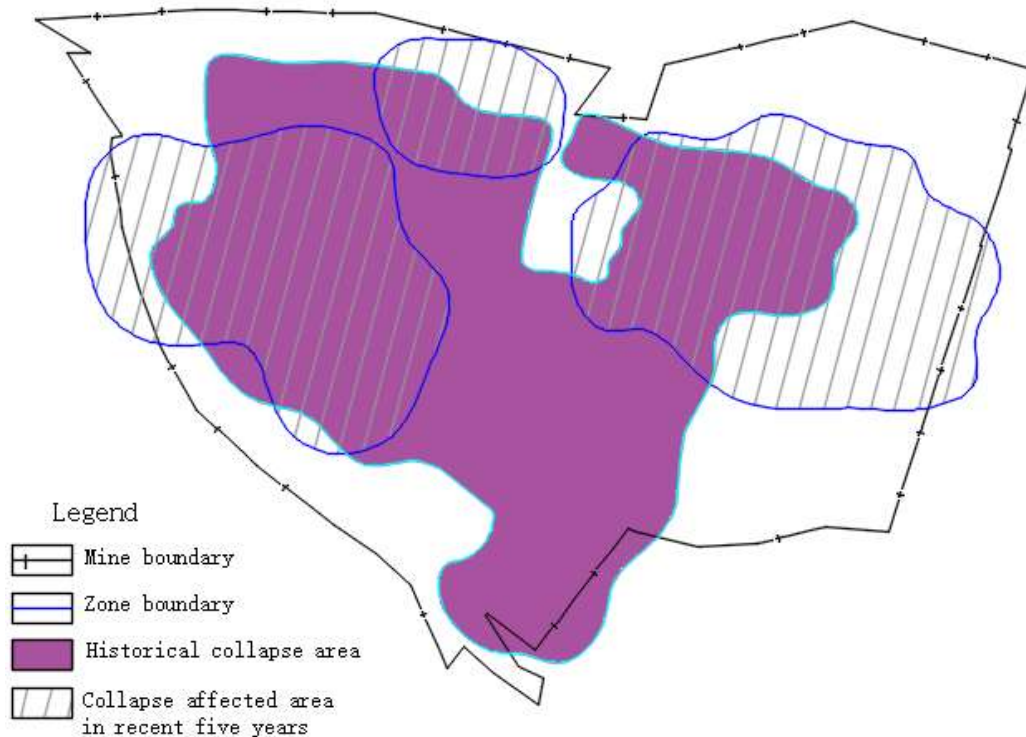 Legend
Mine boundary
Zone boundary
Historical collapse area
Collapse affected area
in recent five years